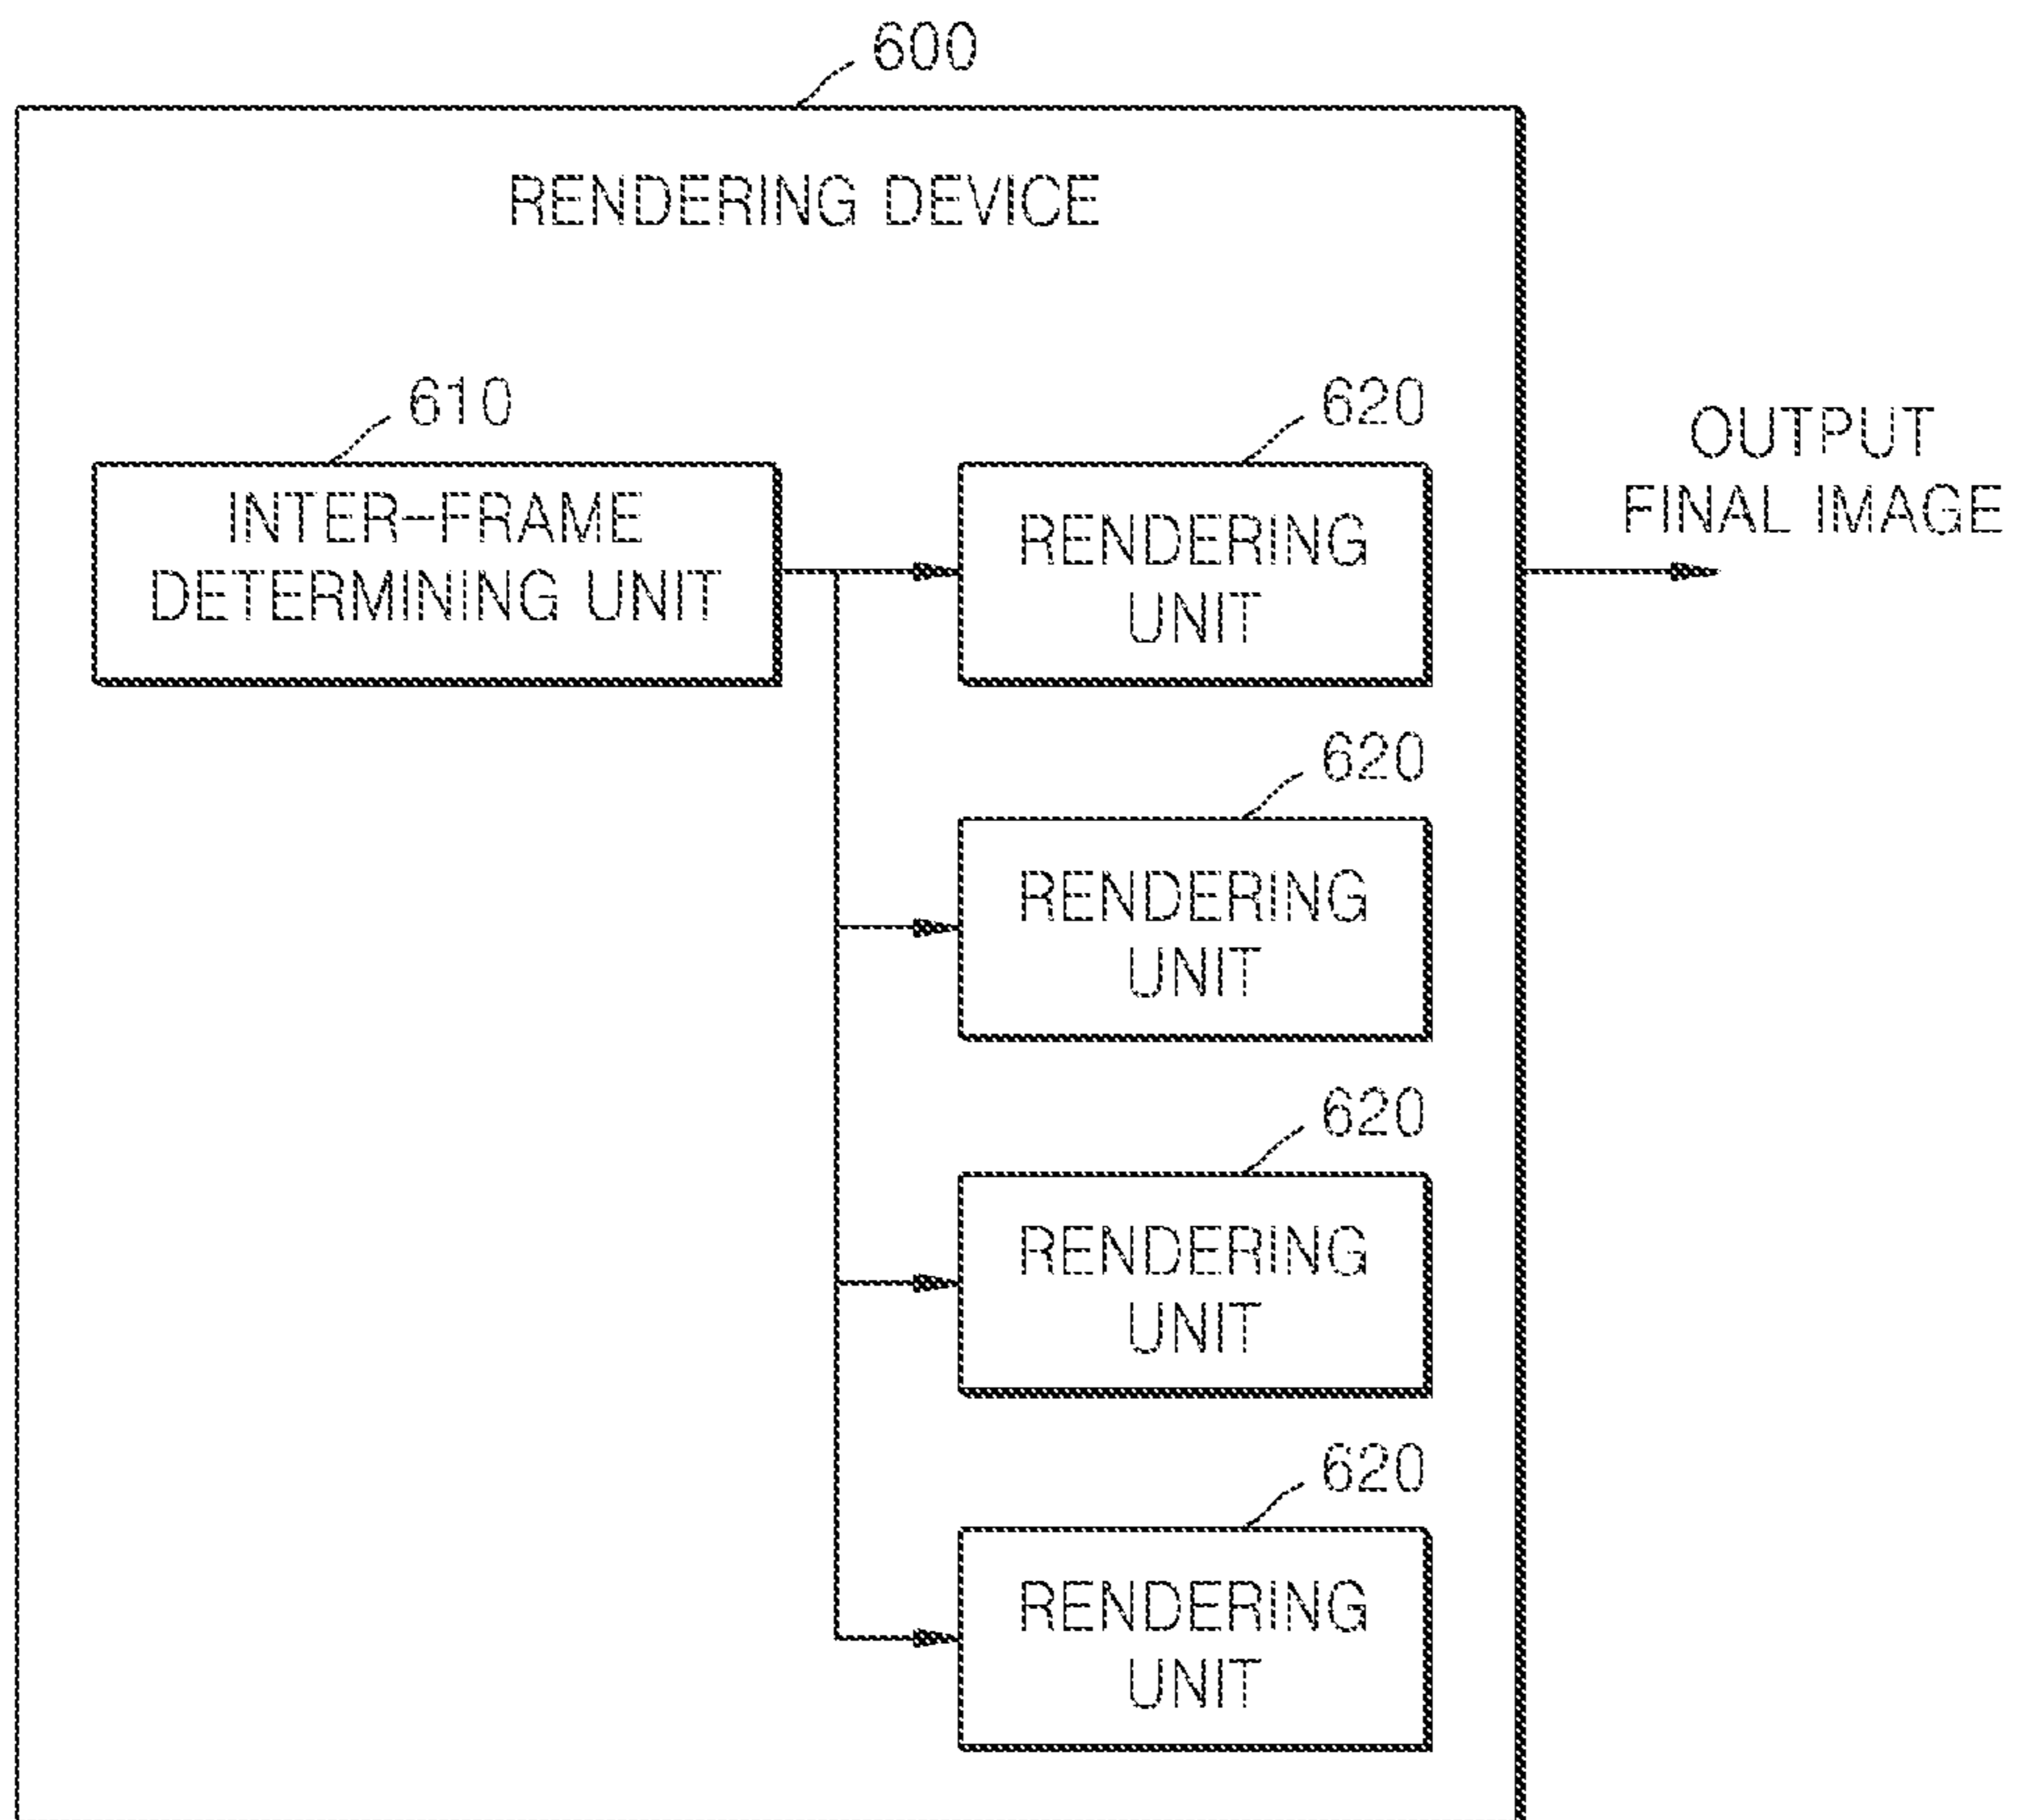 600
RENDERING DEVICE
610
INTER-FRAME
DETERMINING UNIT
620
RENDERING
UNIT
OUTPUT
FINAL IMAGE
620
RENDERING
UNIT
620
RENDERING
UNIT
620
RENDERING
UNIT